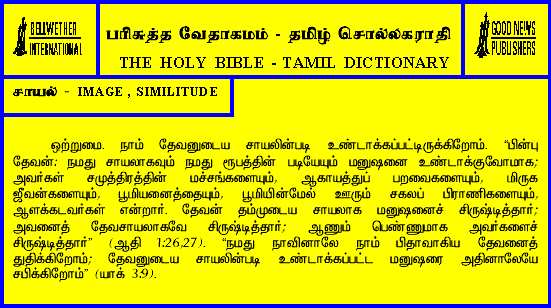 BELLWETHER
INTERNATIONAL
பரிசுத்த வேதாகமம் - தமிழ் சொல்லகராதி
THE HOLY BIBLE - TAMIL DICTIONARY
GOOD NEWS
PUBLISHERS
சாயல் - IMAGE , SIMILITUDE
ஒற்றுமை. நாம் தேவனுடைய சாயலின்படி உண்டாக்கப்பட்டிருக்கிறோம். “பின்பு
தேவன்: நமது சாயலாகவும் நமது ரூபத்தின் படியேயும் மனுஷனை உண்டாக்குவோமாக;
அவர்கள் சமுத்திரத்தின் மச்சங்களையும், ஆகாயத்துப் பறவைகளையும், மிருக
ஜீவன்களையும், பூமியனைத்தையும், பூமியின்மேல் ஊரும் சகலப் பிராணிகளையும்,
ஆளக்கடவர்கள் என்றார். தேவன் தம்முடைய சாயலாக மனுஷனைச் சிருஷ்டித்தார்;
அவனைத் தேவசாயலாகவே சிருஷ்டித்தார்; ஆணும் பெண்ணுமாக அவர்களைச்
சிருஷ்டித்தார்” (ஆதி 1:26,27). “நமது நாவினாலே நாம் பிதாவாகிய தேவனைத்
துதிக்கிறோம்; தேவனுடைய சாயலின்படி உண்டாக்கப்பட்ட மனுஷரை அதினாலேயே
சபிக்கிறோம்” (யாக் 3:9).